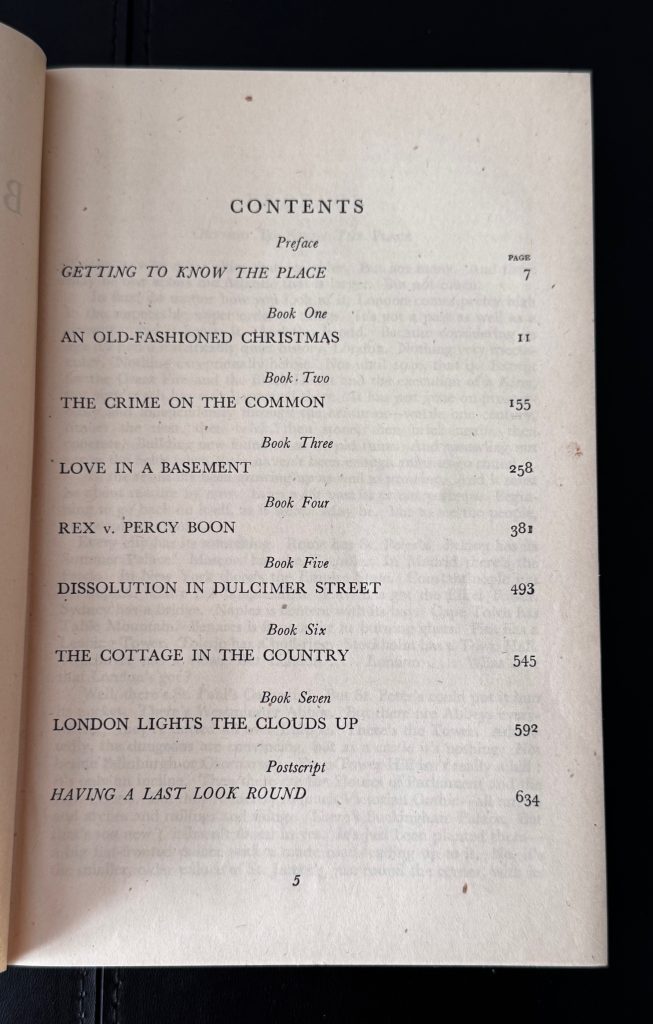 CONTENTS
Preface
PAGE
GETTING TO KNOW THE PLACE 7
Book One
AN OLD-FASHIONED CHRISTMAS 11
Book Two
THE CRIME ON THE COMMON 155
Book Three
LOVE IN A BASEMENT 258
Book Four
REX v. PERCY BOON 381
Book Five
DISSOLUTION IN DULCIMER STREET 493
Book Six
THE COTTAGE IN THE COUNTRY 545
Book Seven
LONDON LIGHTS THE CLOUDS UP 592
Postscript
HAVING A LAST LOOK ROUND 634
5